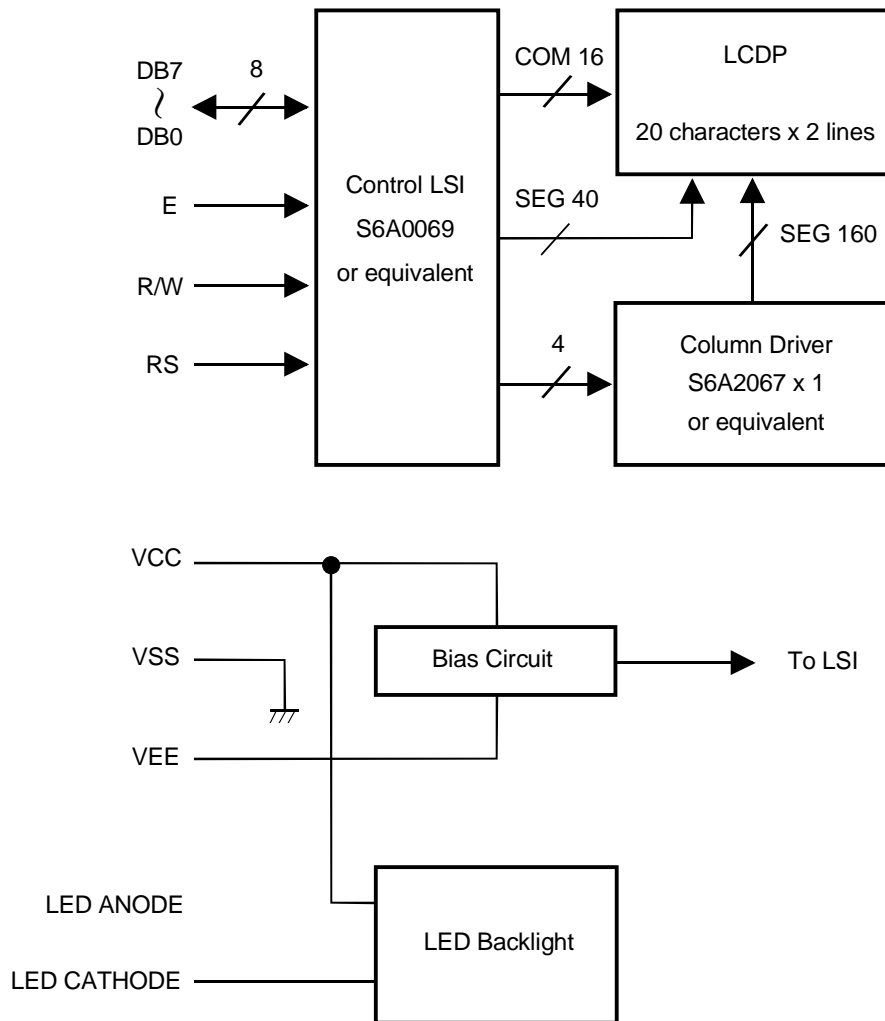 DB7
DB0
8
E
R/W
RS
Control LSI
S6A0069
or equivalent
COM 16
SEG 40
4
LCDP
20 characters x 2 lines
SEG 160
Column Driver
S6A2067 x 1
or equivalent
VCC
VSS
VEE
Bias Circuit
To LSI
LED ANODE
LED CATHODE
LED Backlight